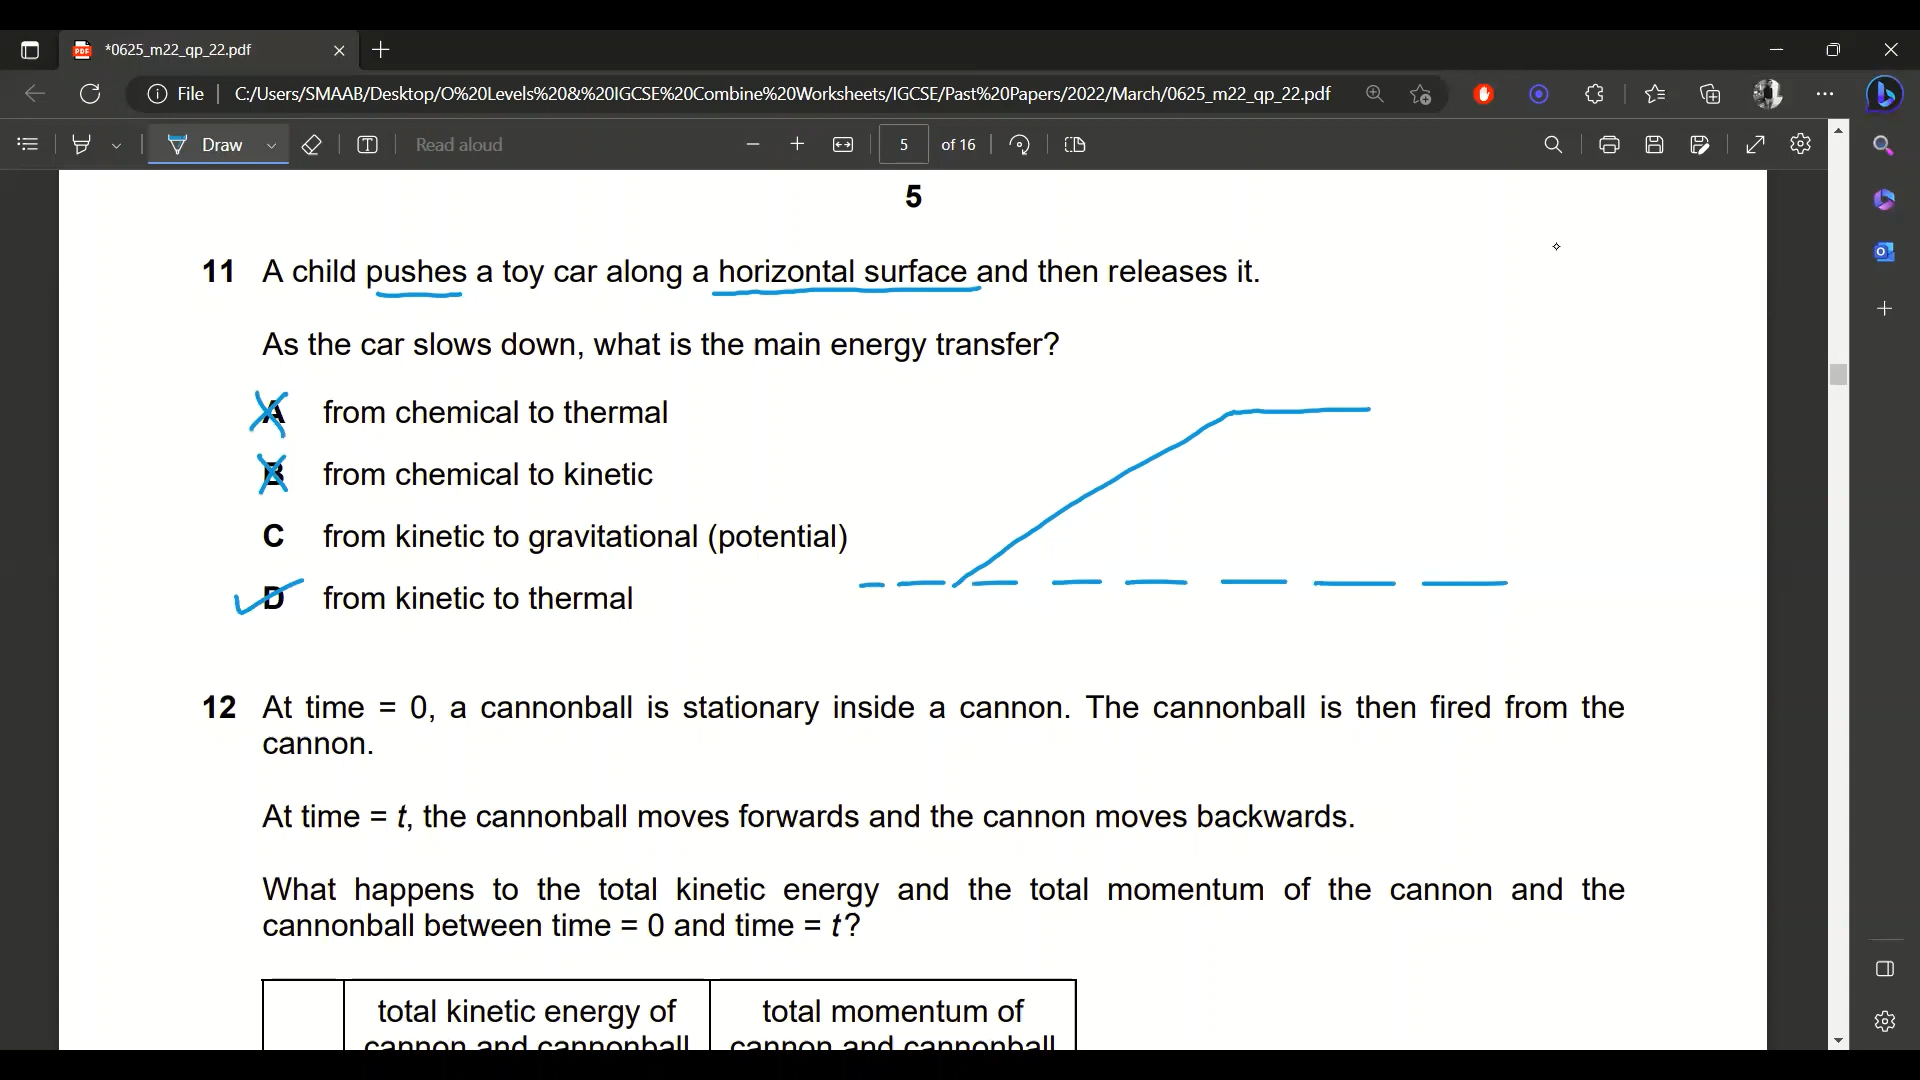 *0625_m22_qp_22.pdf
File
C:/Users/SMAAB/Desktop/O%20Levels%20&%20IGCSE%20Combine%20Worksheets/IGCSE/Past%20Papers/2022/March/0625_m22_qp_22.pdf
Draw
Read aloud
5 of 16
5
11 A child pushes a toy car along a horizontal surface and then releases it.
As the car slows down, what is the main energy transfer?
A from chemical to thermal
B from chemical to kinetic
C from kinetic to gravitational (potential)
D from kinetic to thermal
12 At time = 0, a cannonball is stationary inside a cannon. The cannonball is then fired from the
cannon.
At time = t, the cannonball moves forwards and the cannon moves backwards.
What happens to the total kinetic energy and the total momentum of the cannon and the
cannonball between time = 0 and time = t?
total kinetic energy of total momentum of
cannon and cannonball cannon and cannonball